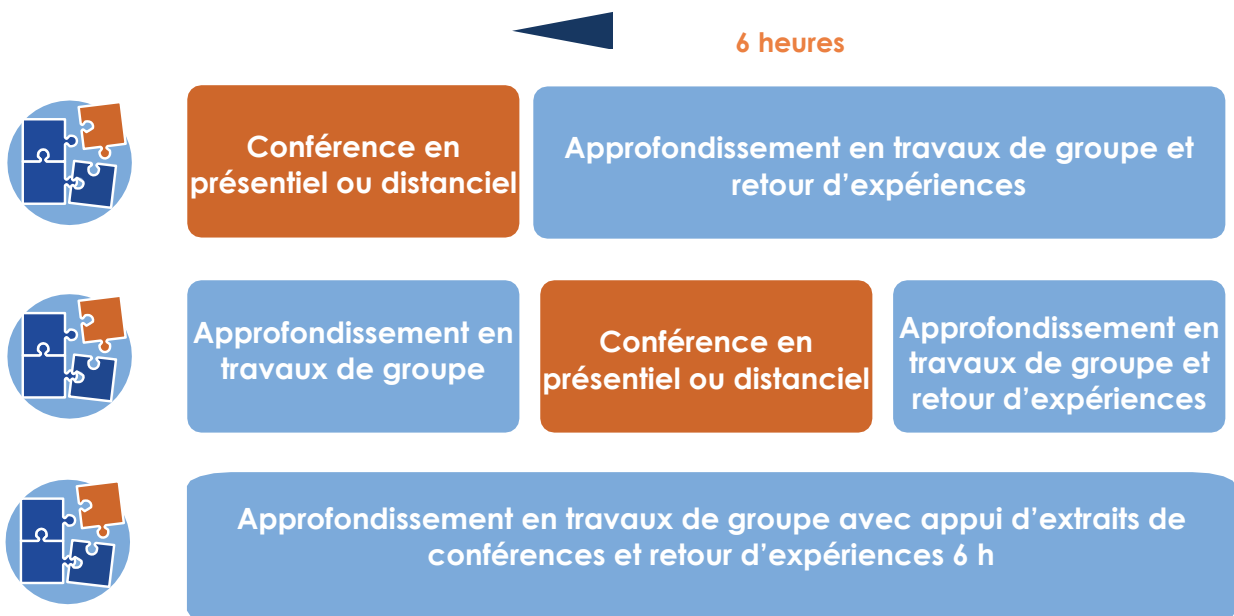 6 heures
Conférence en
présentiel ou distanciel
Approfondissement en travaux de groupe et
retour d’expériences
Approfondissement en
travaux de groupe
Conférence en
présentiel ou distanciel
Approfondissement en
travaux de groupe et
retour d’expériences
Approfondissement en travaux de groupe avec appui d’extraits de
conférences et retour d’expériences 6 h